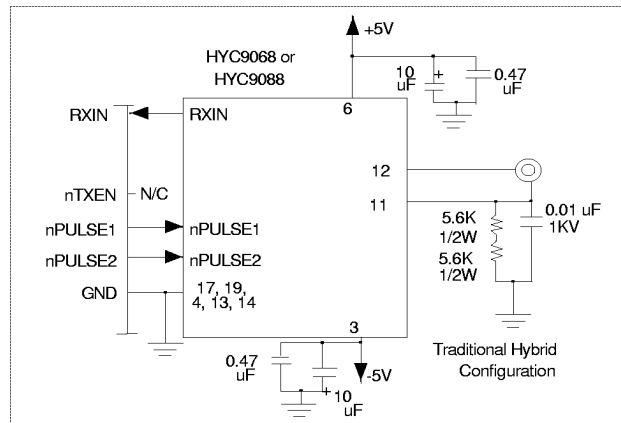 +5V
HYC9068 or
HYC9088
10
uF
+
0.47
uF
6
RXIN
RXIN
12
nTXEN
N/C
11
nPULSE1
nPULSE1
5.6K
1/2W
5.6K
1/2W
0.01 uF
1KV
nPULSE2
nPULSE2
GND
17, 19,
4, 13, 14
3
0.47
uF
-5V
+
10
uF
Traditional Hybrid
Configuration